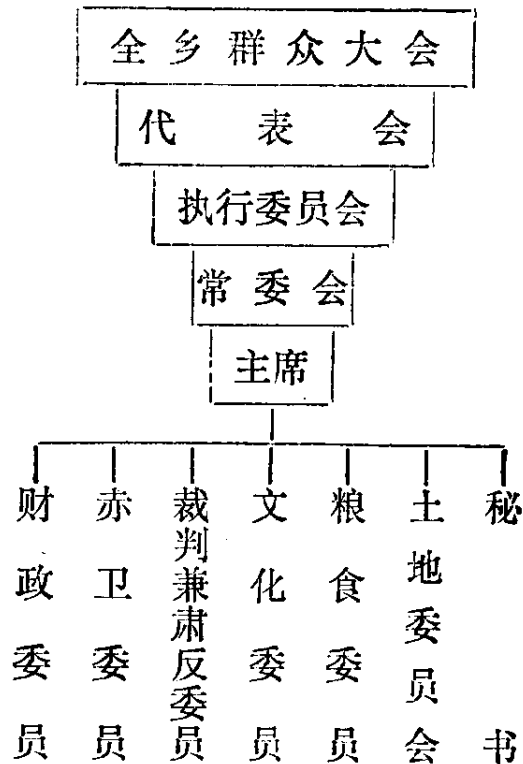 全乡群众大会
代表会
执行委员会
常委会
主席
财政委员
赤卫委员
裁判兼肃反委员
文化委员
粮食委员
土地委员会
秘书